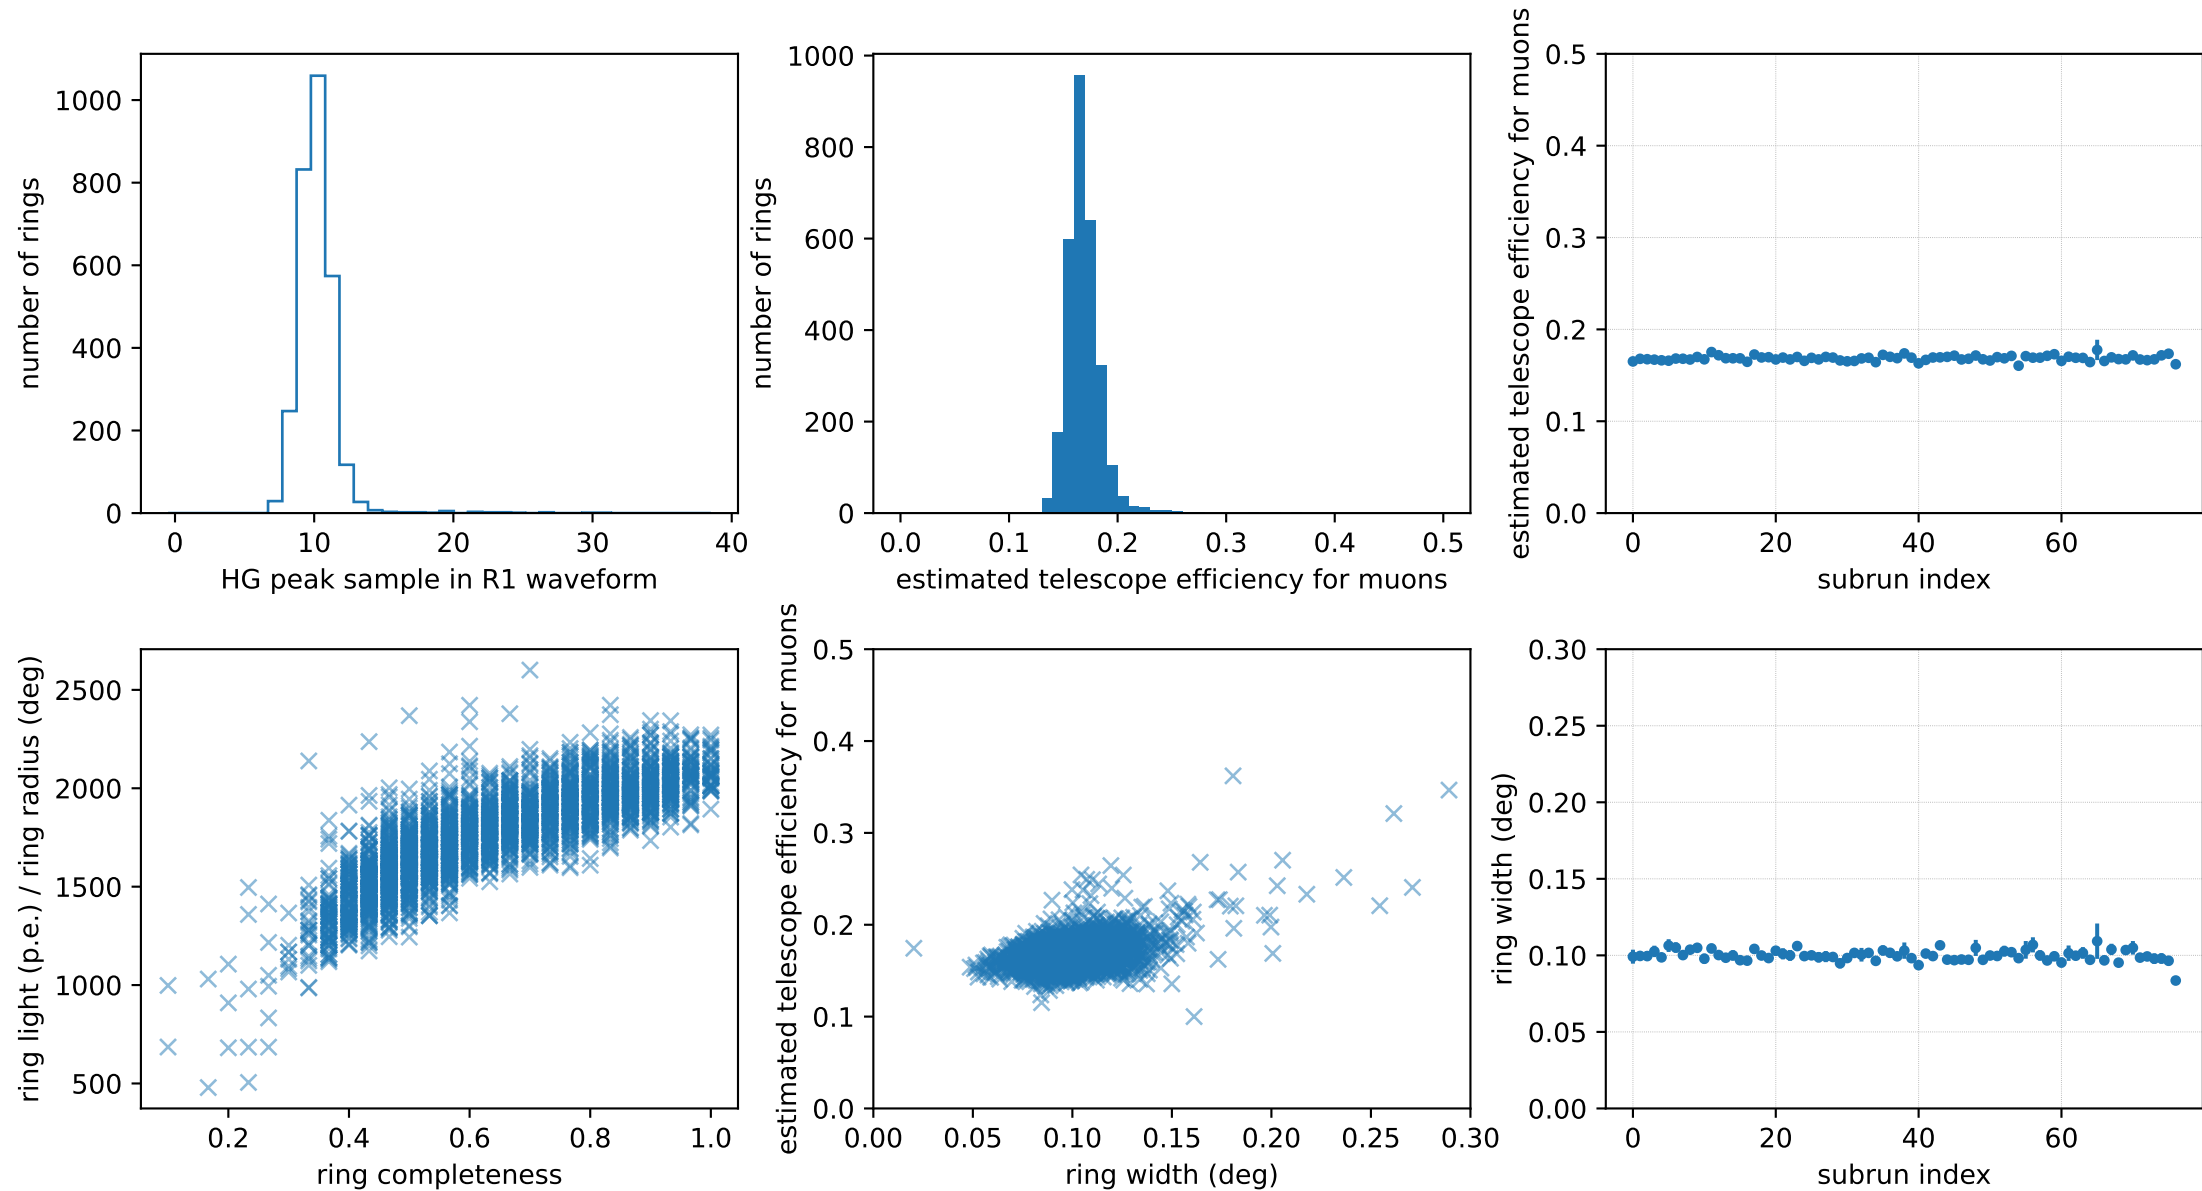 number of rings
1000
800
600
400
200
0
0 10 20 30 40
HG peak sample in R1 waveform
number of rings
1000
800
600
400
200
0
0.0 0.1 0.2 0.3 0.4 0.5
estimated telescope efficiency for muons
estimated telescope efficiency for muons
0.5
0.4
0.3
0.2
0.1
0.0
0 20 40 60
subrun index
ring light (p.e.) / ring radius (deg)
2500
2000
1500
1000
500
0.2 0.4 0.6 0.8 1.0
ring completeness
estimated telescope efficiency for muons
0.5
0.4
0.3
0.2
0.1
0.0
0.00 0.05 0.10 0.15 0.20 0.25 0.30
ring width (deg)
ring width (deg)
0.30
0.25
0.20
0.15
0.10
0.05
0.00
0 20 40 60
subrun index